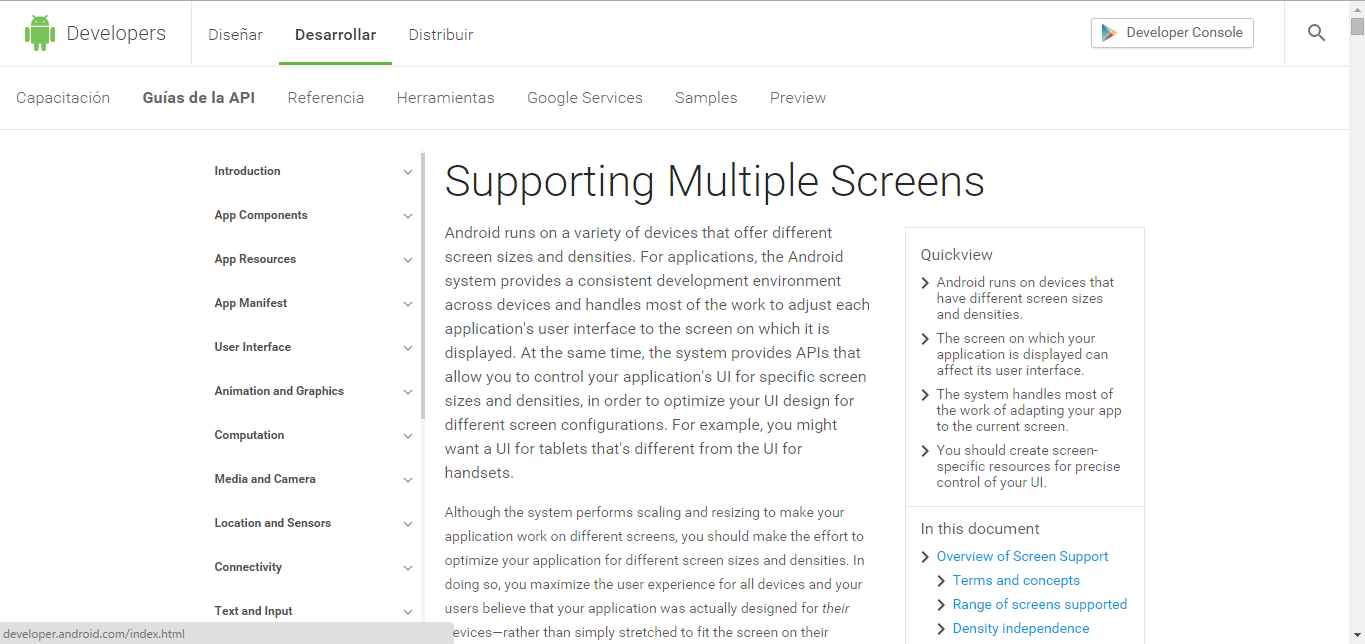 Developers
Diseñar
Desarrollar
Distribuir
Developer Console
Capacitación
Guías de la API
Referencia
Herramientas
Google Services
Samples
Preview
Introduction
App Components
App Resources
App Manifest
User Interface
Animation and Graphics
Computation
Media and Camera
Location and Sensors
Connectivity
Text and Input
Supporting Multiple Screens
Android runs on a variety of devices that offer different
screen sizes and densities. For applications, the Android
system provides a consistent development environment
across devices and handles most of the work to adjust each
application's user interface to the screen on which it is
displayed. At the same time, the system provides APIs that
allow you to control your application's UI for specific screen
sizes and densities, in order to optimize your UI design for
different screen configurations. For example, you might
want a UI for tablets that's different from the UI for
handsets.
Although the system performs scaling and resizing to make your
application work on different screens, you should make the effort to
optimize your application for different screen sizes and densities. In
doing so, you maximize the user experience for all devices and your
users believe that your application was actually designed for their
devices—rather than simply stretched to fit the screen on their
Quickview
Android runs on devices that
have different screen sizes
and densities.
The screen on which your
application is displayed can
affect its user interface.
The system handles most of
the work of adapting your app
to the current screen.
You should create screen-
specific resources for precise
control of your UI.
In this document
Overview of Screen Support
Terms and concepts
Range of screens supported
Density independence
developer.android.com/index.html